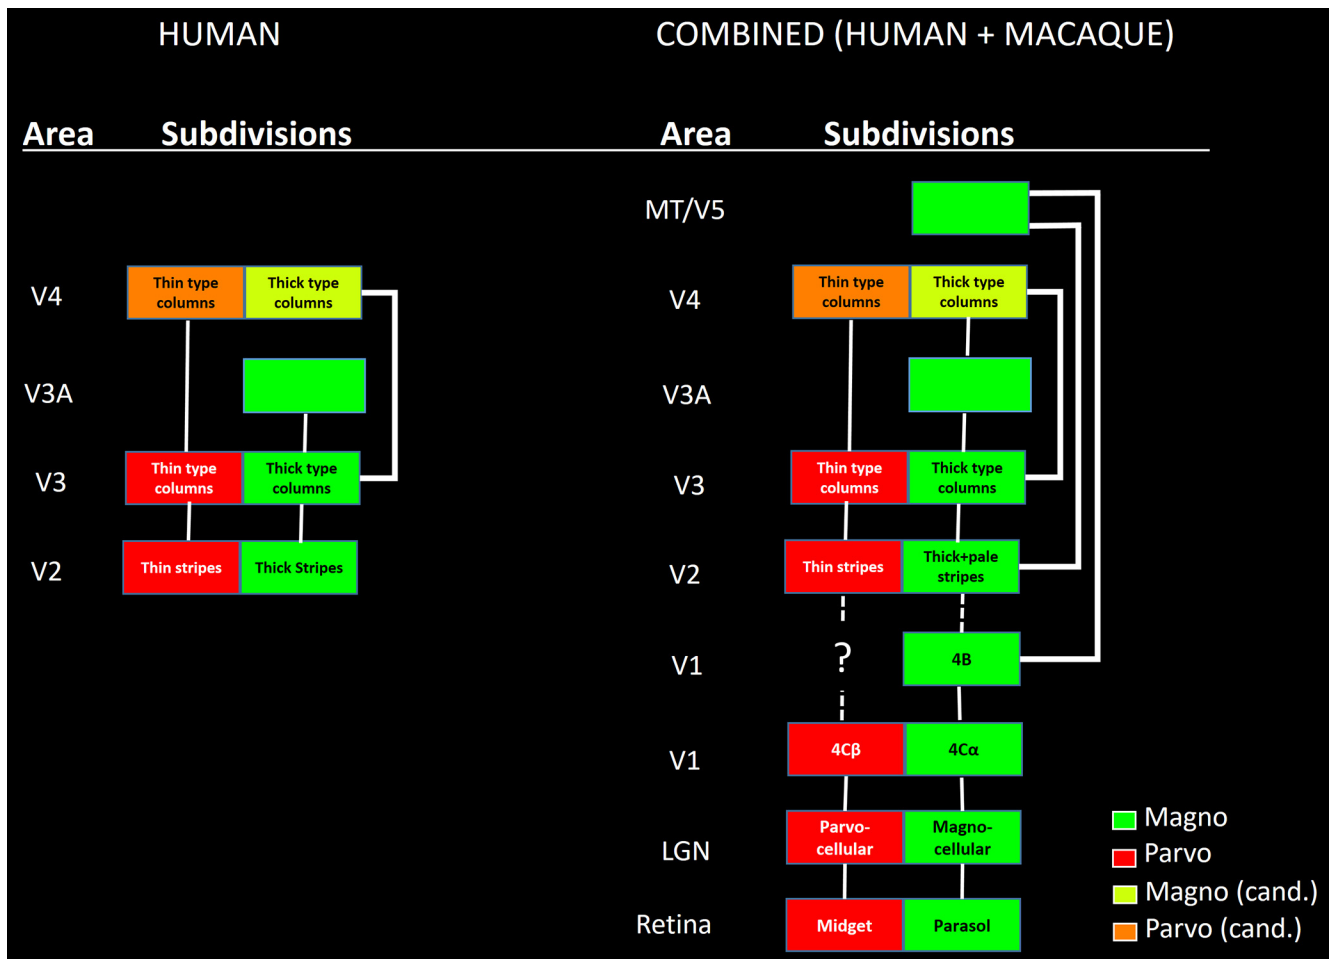 HUMAN
Area
Subdivisions
V4
Thin type
columns
Thick type
columns
V3A
V3
Thin type
columns
Thick type
columns
V2
Thin stripes
Thick Stripes
COMBINED (HUMAN + MACAQUE)
Area
Subdivisions
MT/V5
V4
Thin type
columns
Thick type
columns
V3A
V3
Thin type
columns
Thick type
columns
V2
Thin stripes
Thick+pale
stripes
V1
?
4B
V1
4Cβ
4Cα
LGN
Parvo-
cellular
Magno-
cellular
Retina
Midget
Parasol
Magno
Parvo
Magno (cand.)
Parvo (cand.)